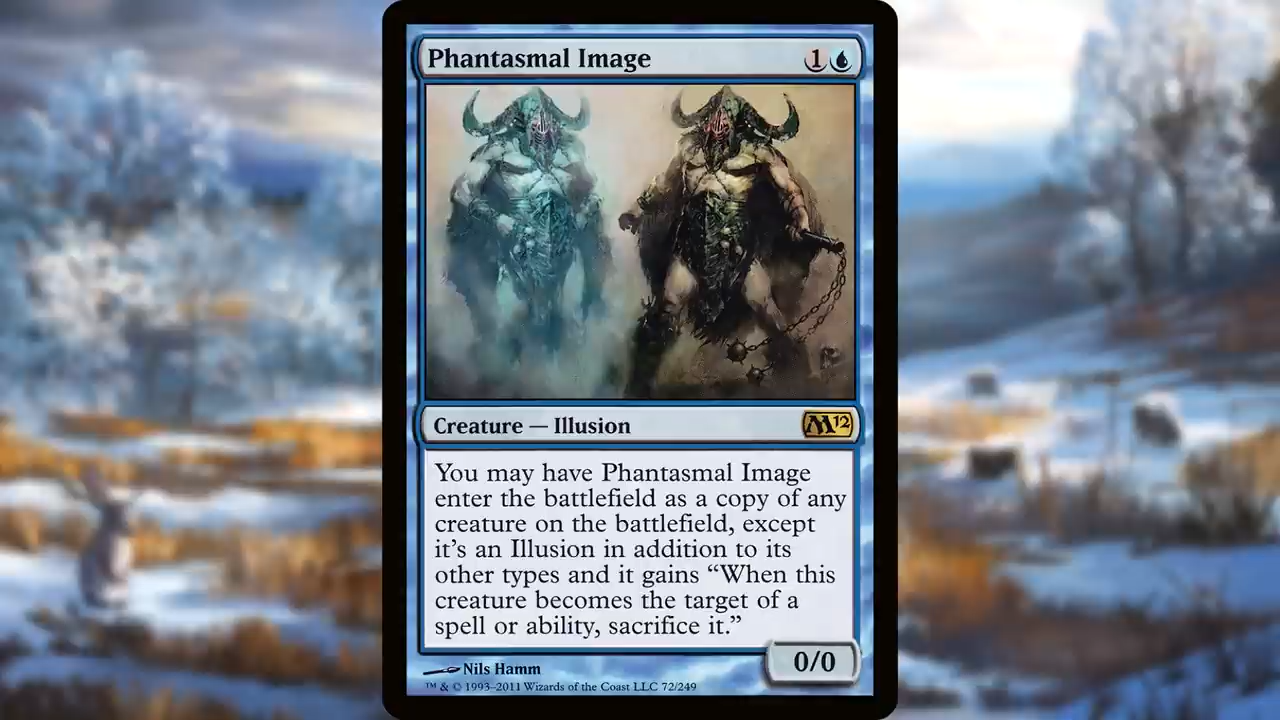 Phantasmal Image 1
Creature — Illusion M12
You may have Phantasmal Image
enter the battlefield as a copy of any
creature on the battlefield, except
it's an Illusion in addition to its
other types and it gains “When this
creature becomes the target of a
spell or ability, sacrifice it.”
0/0
Nils Hamm
™ & © 1993–2011 Wizards of the Coast LLC 72/249